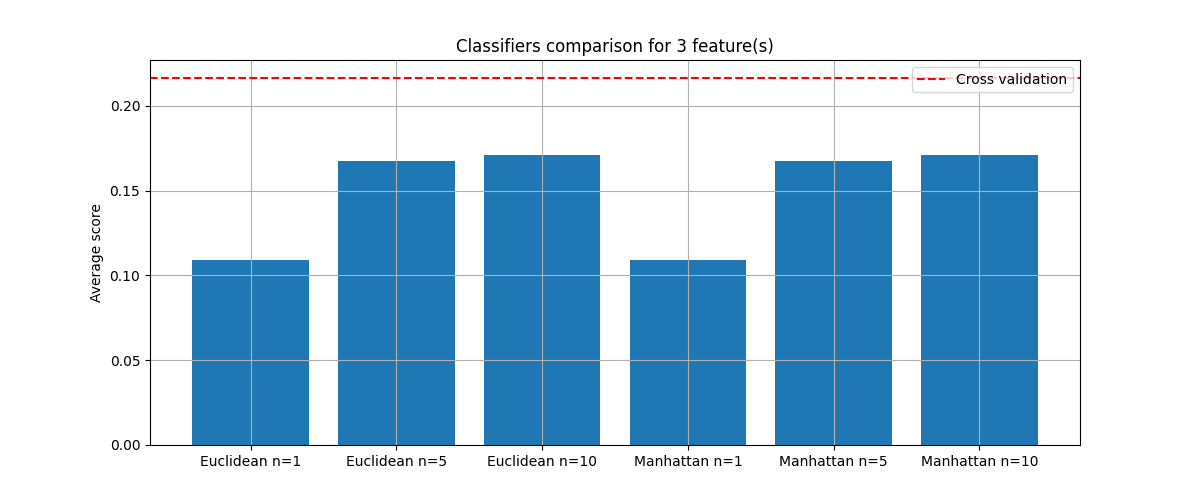 Classifiers comparison for 3 feature(s)
Cross validation
Average score
0.20
0.15
0.10
0.05
0.00
Euclidean n=1
Euclidean n=5
Euclidean n=10
Manhattan n=1
Manhattan n=5
Manhattan n=10